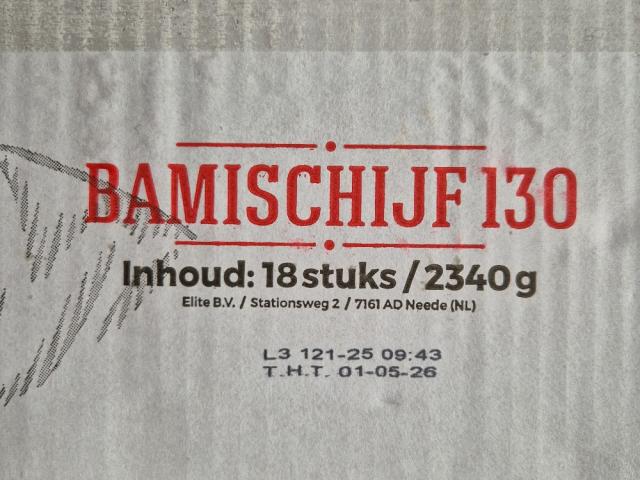 BAMISCHIJF 130
Inhoud: 18 stuks / 2340 g
Elite B.V. / Stationsweg 2 / 7161 AD Neede (NL)
L3 121-25 09:43
T.H.T. 01-05-26